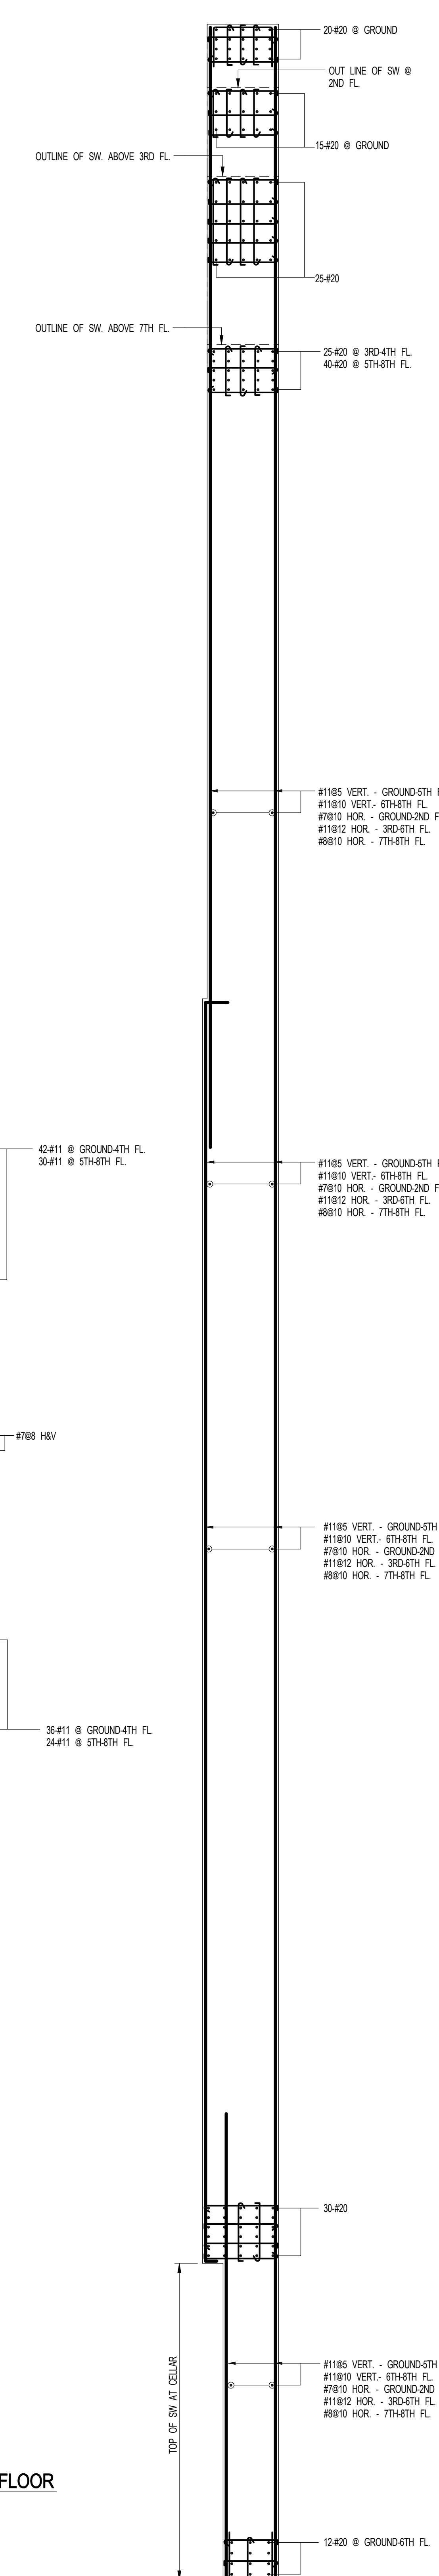 20-#20 @ GROUND
OUT LINE OF SW @
2ND FL.
15-#20 @ GROUND
OUTLINE OF SW. ABOVE 3RD FL.
25-#20
OUTLINE OF SW. ABOVE 7TH FL.
25-#20 @ 3RD-4TH FL.
40-#20 @ 5TH-8TH FL.
#11@5 VERT. - GROUND-5TH
#11@10 VERT.- 6TH-8TH FL.
#7@10 HOR. - GROUND-2ND
#11@12 HOR. - 3RD-6TH FL.
#8@10 HOR. - 7TH-8TH FL.
42-#11 @ GROUND-4TH FL.
30-#11 @ 5TH-8TH FL.
#11@5 VERT. - GROUND-5TH
#11@10 VERT.- 6TH-8TH FL.
#7@10 HOR. - GROUND-2ND
#11@12 HOR. - 3RD-6TH FL.
#8@10 HOR. - 7TH-8TH FL.
#7@8 H&V
#11@5 VERT. - GROUND-5TH
#11@10 VERT.- 6TH-8TH FL.
#7@10 HOR. - GROUND-2ND
#11@12 HOR. - 3RD-6TH FL.
#8@10 HOR. - 7TH-8TH FL.
36-#11 @ GROUND-4TH FL.
24-#11 @ 5TH-8TH FL.
30-#20
TOP OF SW AT CELLAR
#11@5 VERT. - GROUND-5TH
#11@10 VERT.- 6TH-8TH FL.
#7@10 HOR. - GROUND-2ND
#11@12 HOR. - 3RD-6TH FL.
#8@10 HOR. - 7TH-8TH FL.
FLOOR
12-#20 @ GROUND-6TH FL.